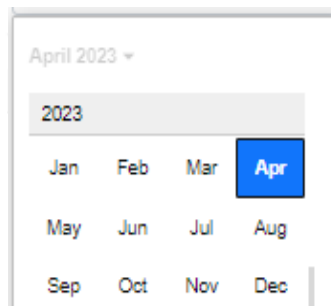 April 2023
2023
Jan Feb Mar Apr
May Jun Jul Aug
Sep Oct Nov Dec